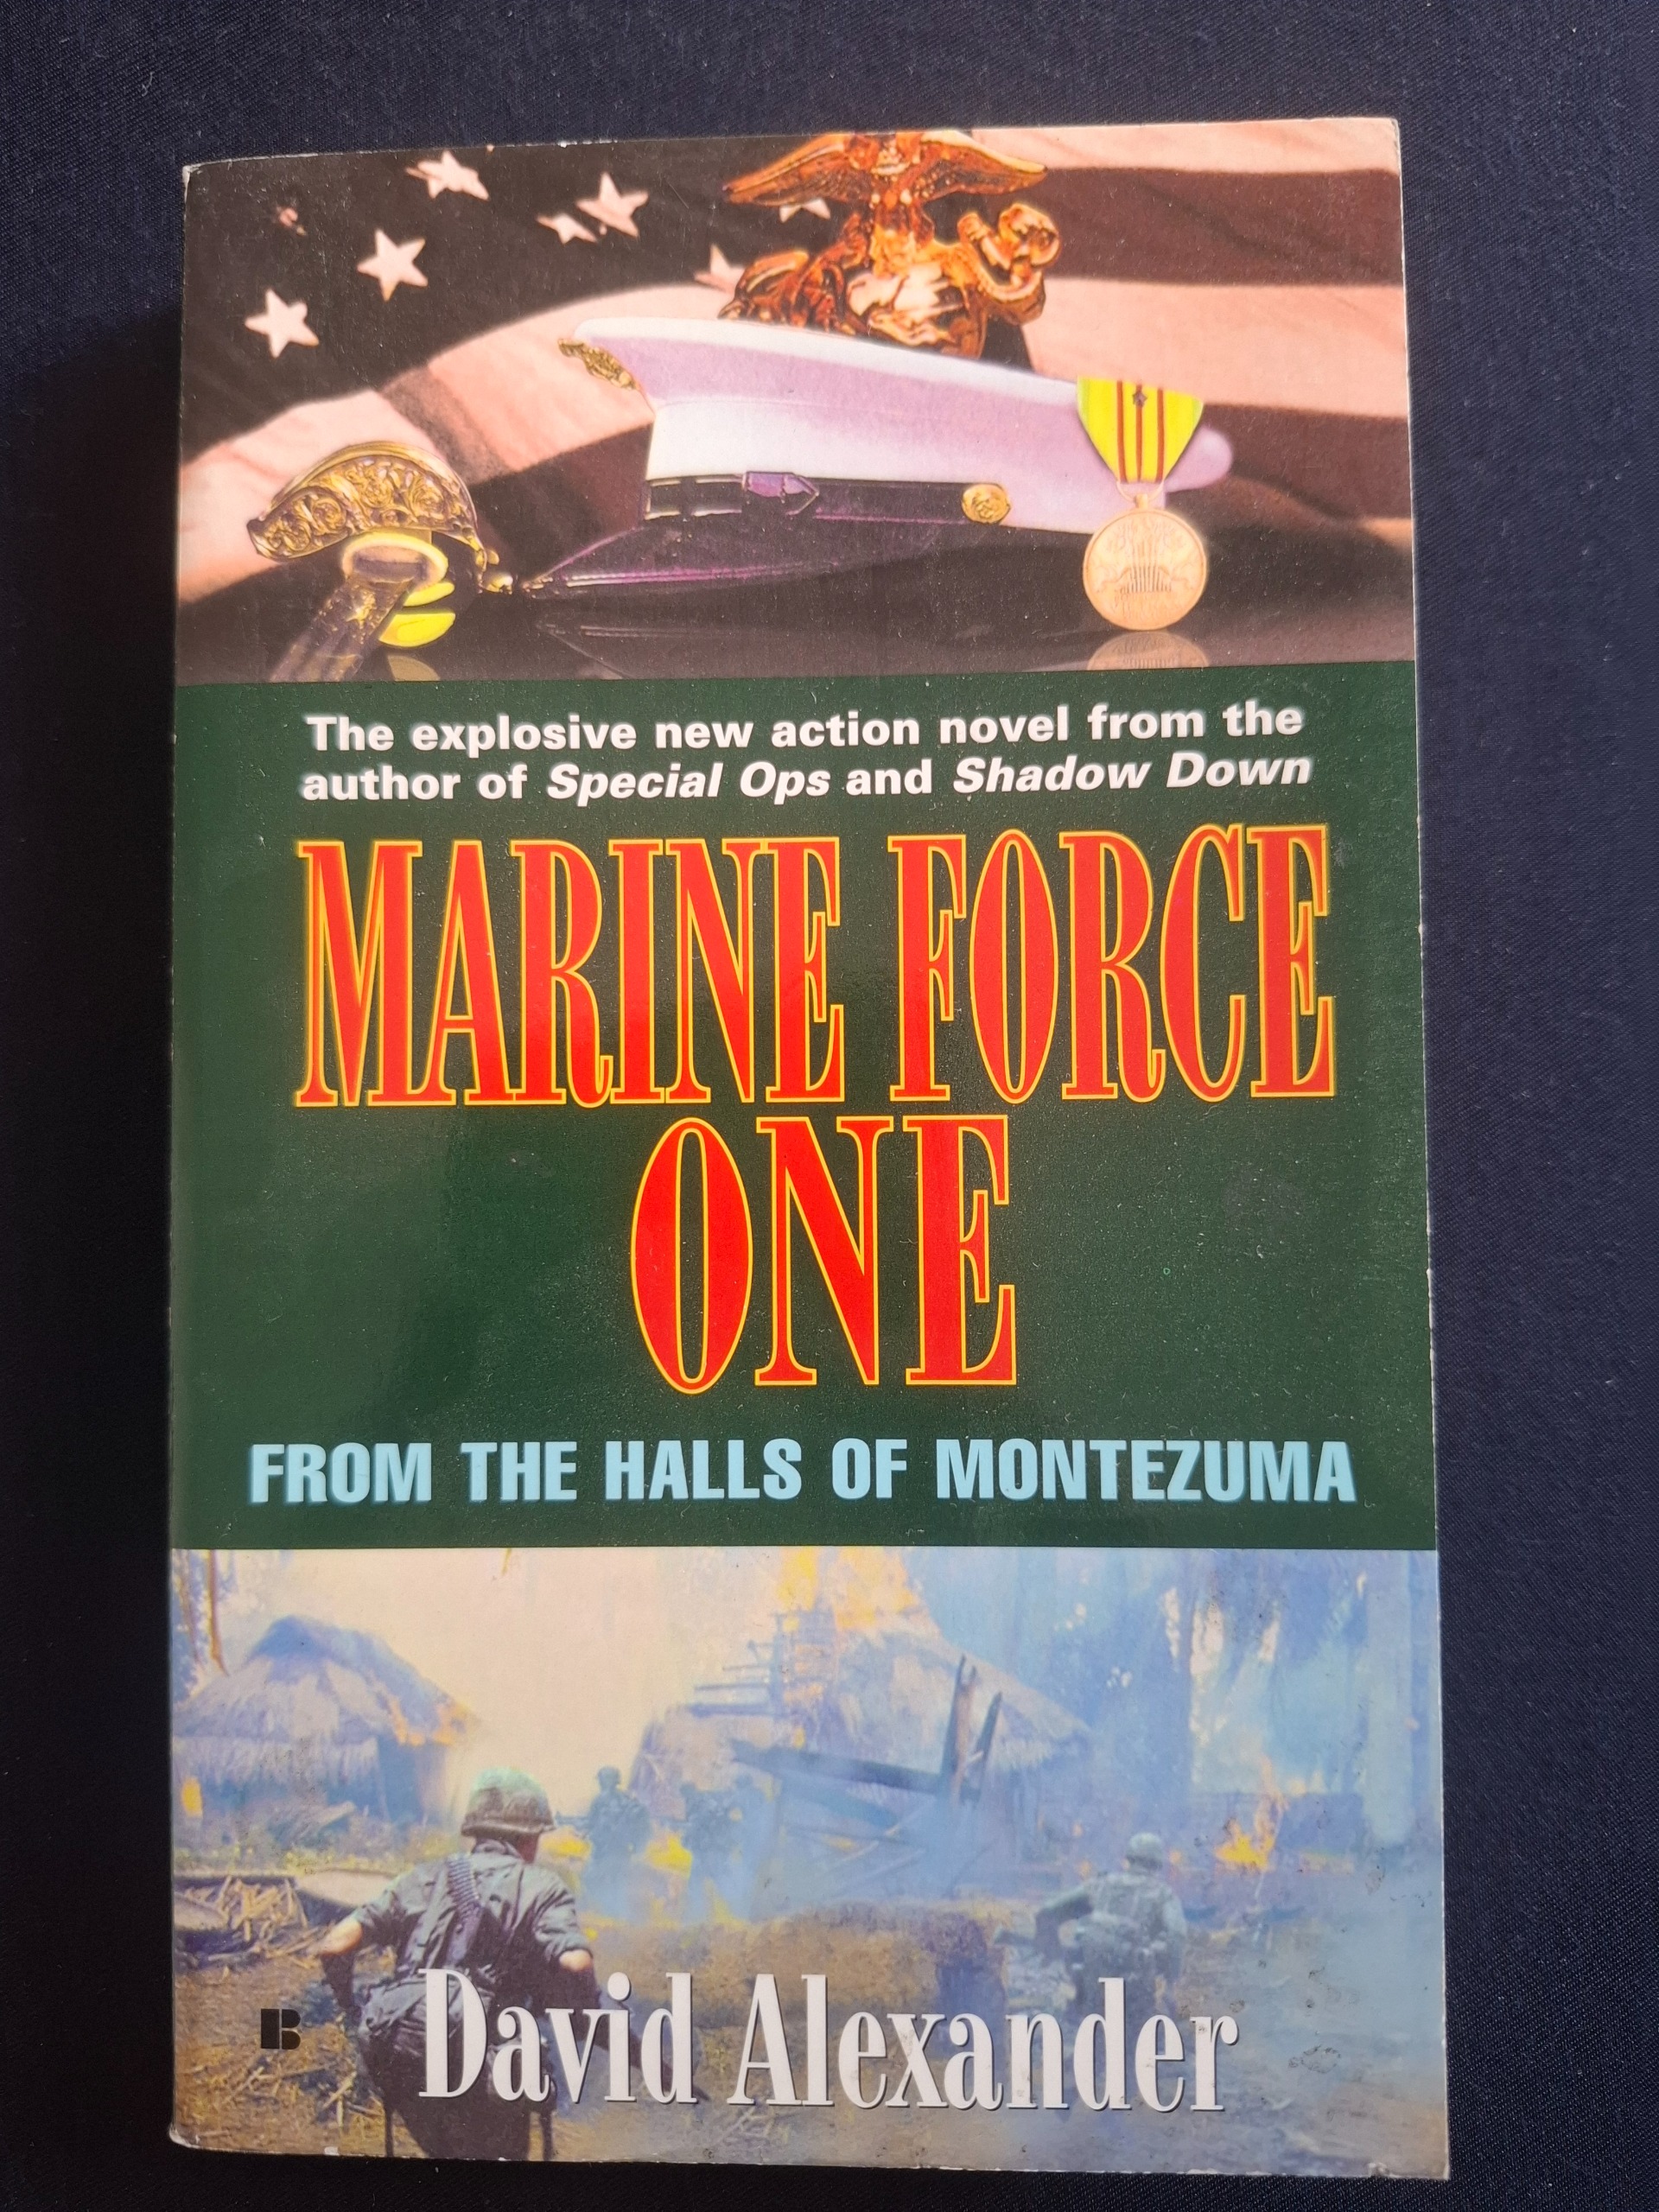 The explosive new action novel from the
author of Special Ops and Shadow Down
MARINE FORCE
ONE
FROM THE HALLS OF MONTEZUMA
B
David Alexander